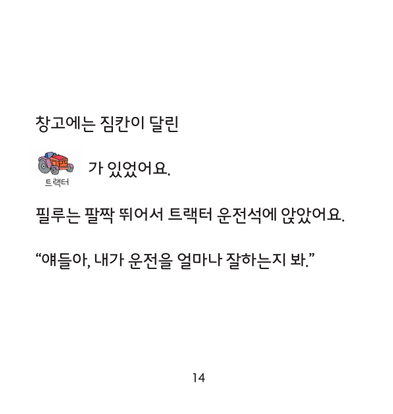 창고에는 짐칸이 달린
가 있었어요.
트랙터
필루는 팔짝 뛰어서 트랙터 운전석에 앉았어요.
“얘들아, 내가 운전을 얼마나 잘하는지 봐.”
14